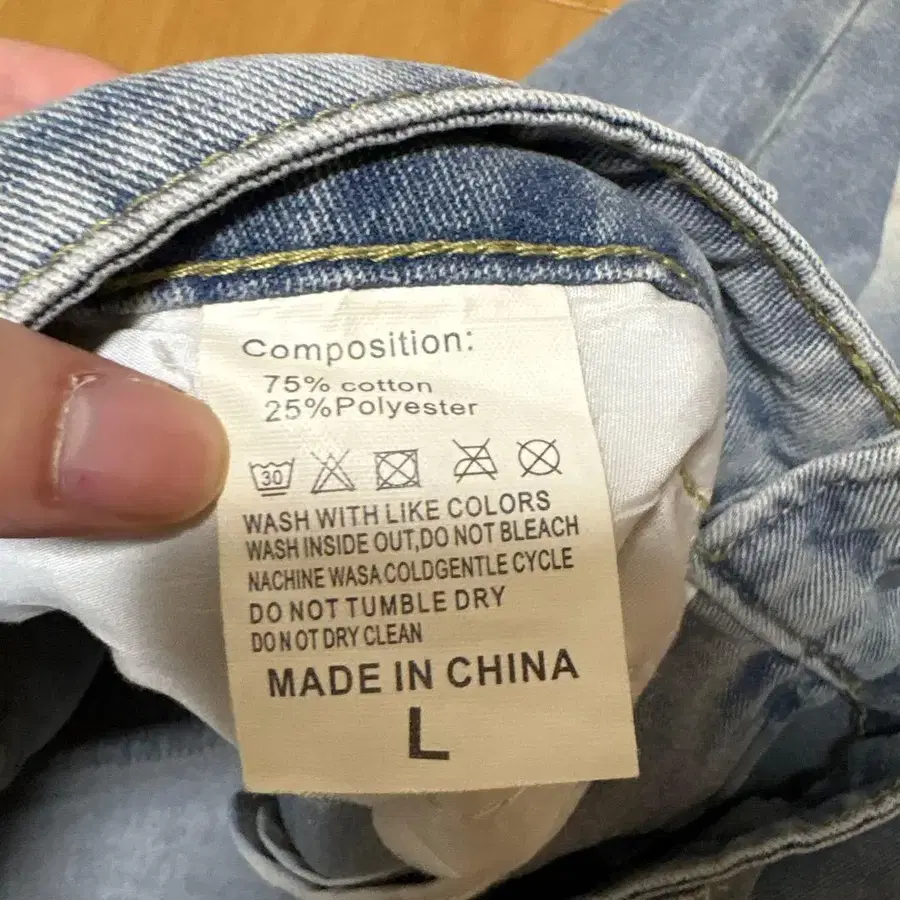 Composition:
75% cotton
25%Polyester
30
WASH WITH LIKE COLORS
WASH INSIDE OUT,DO NOT BLEACH
NACHINE WASA COLDGENTLE CYCLE
DO NOT TUMBLE DRY
DO NOT DRY CLEAN
MADE IN CHINA
L